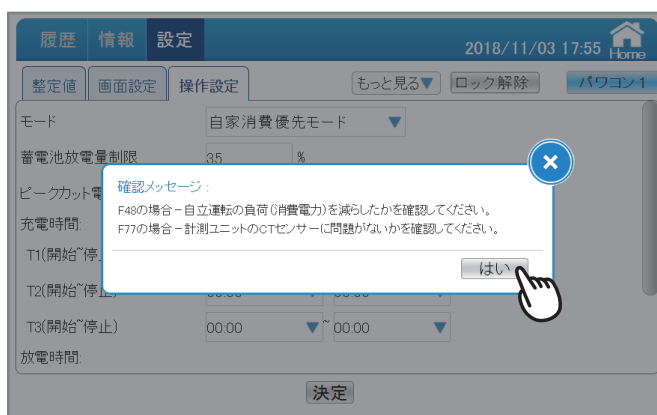 履歴 情報 設定 2018/11/03 17:55 Home
整定値 画面設定 操作設定 もっと見る▼ ロック解除 パワコン1
モード 自家消費優先モード ▼
蓄電池放電量制限 35 %
ピークカット電
確認メッセージ :
F48の場合－自立運転の負荷(消費電力)を減らしたかを確認してください。
F77の場合－計測ユニットのCTセンサーに問題がないかを確認してください。
はい
充電時間:
T1(開始~停
T2(開始~停止) 00:00 ▼ 00:00 ▼
T3(開始~停止) 00:00 ▼ ~ 00:00 ▼
放電時間:
決定